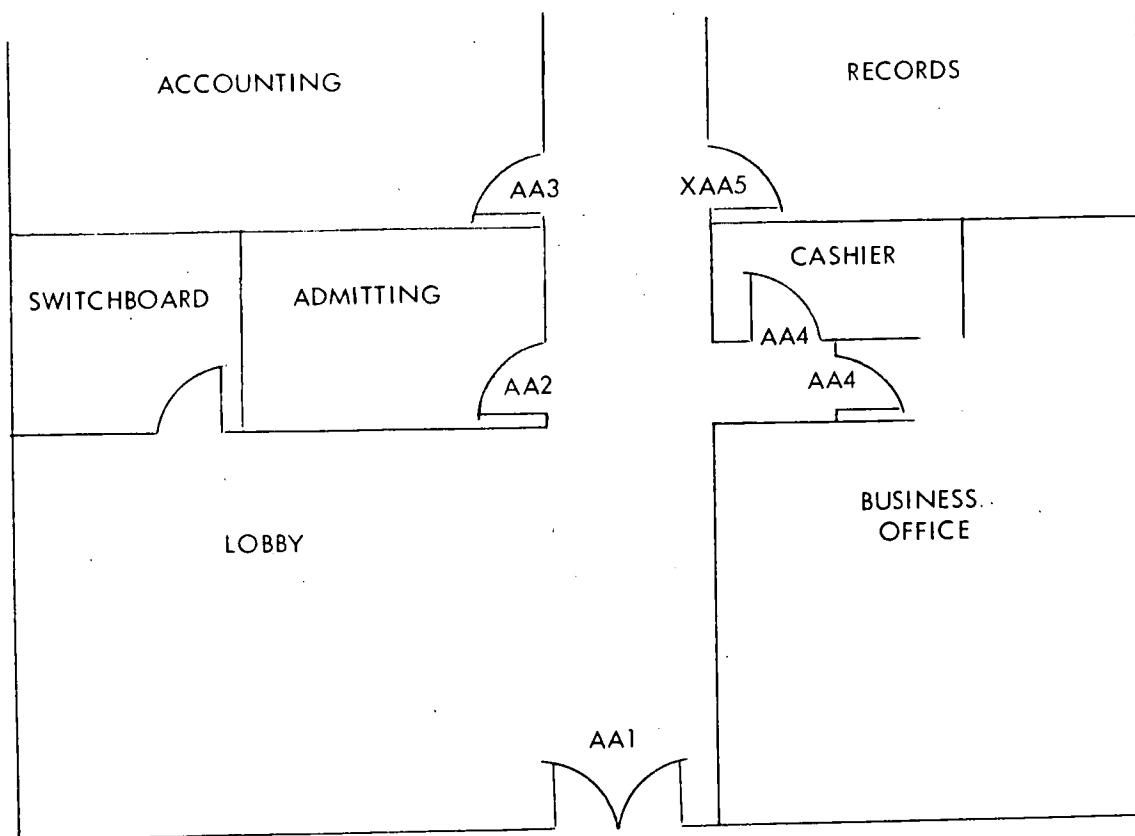 ACCOUNTING
RECORDS
AA3
XAA5
CASHIER
SWITCHBOARD
ADMITTING
AA4
AA2
AA4
BUSINESS
OFFICE
LOBBY
AA1